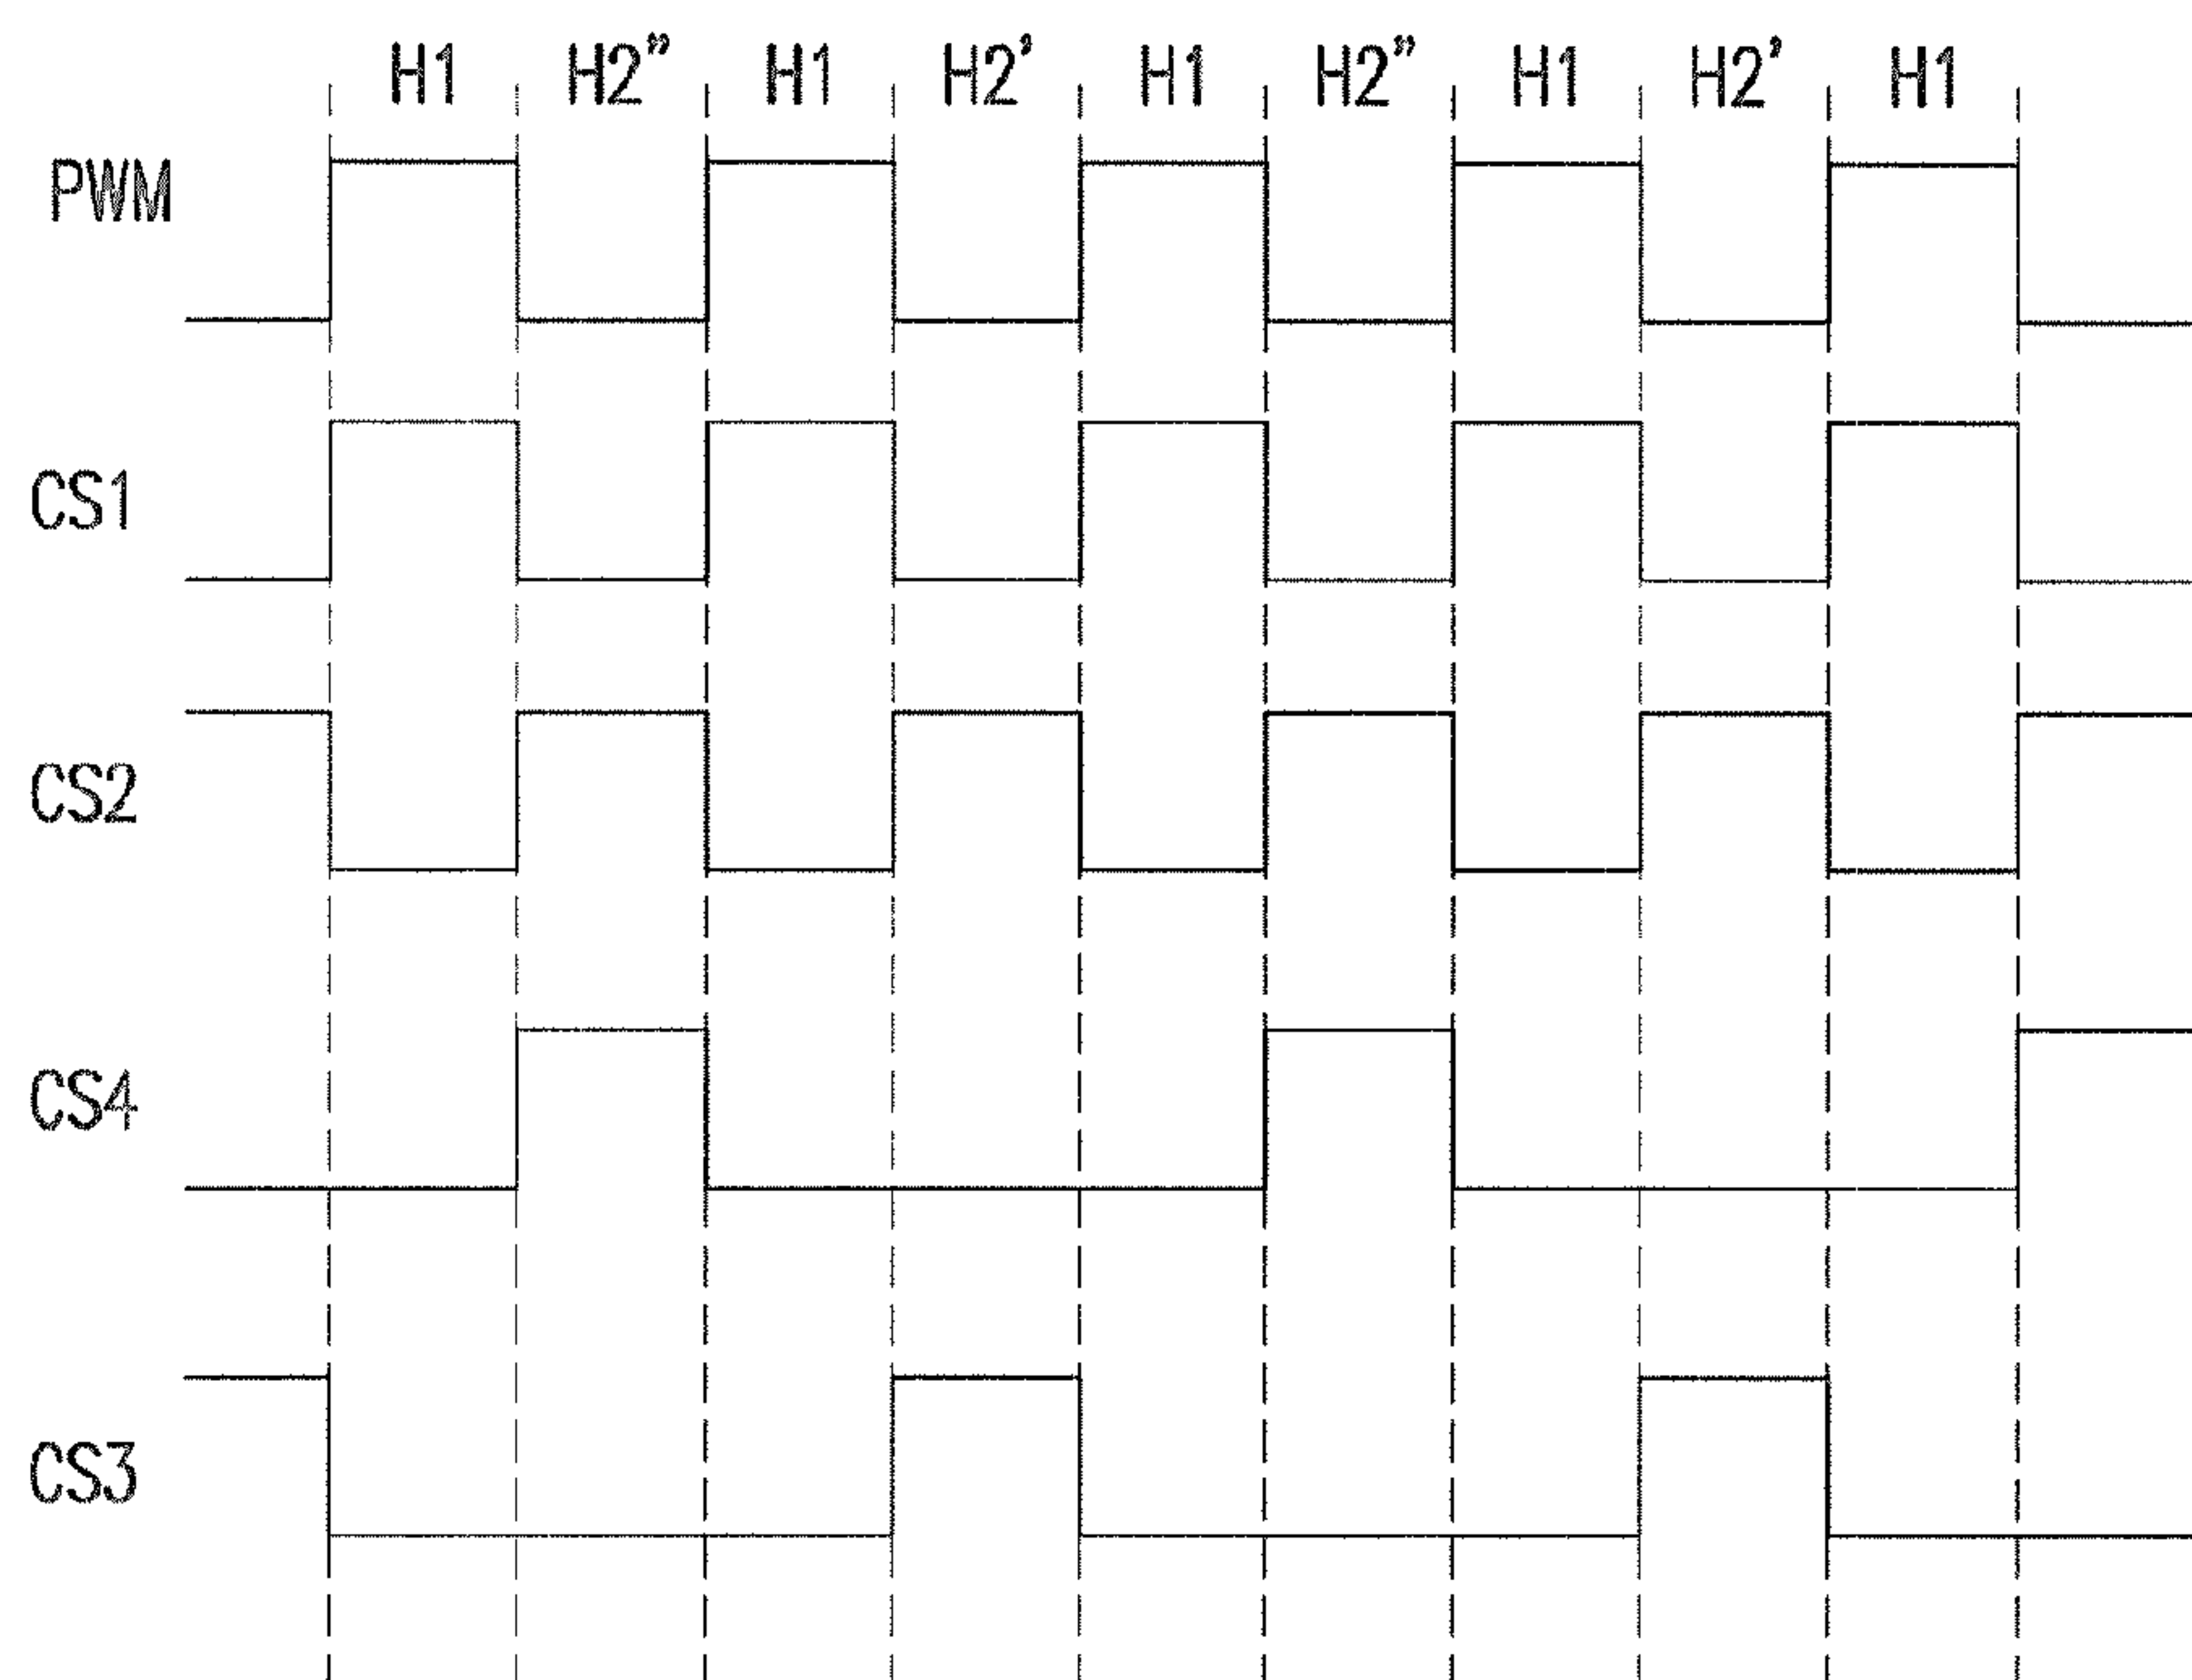 H1 H2” H1 H2’ H1 H2” H1 H2’ H1
PWM
CS1
CS2
CS4
CS3